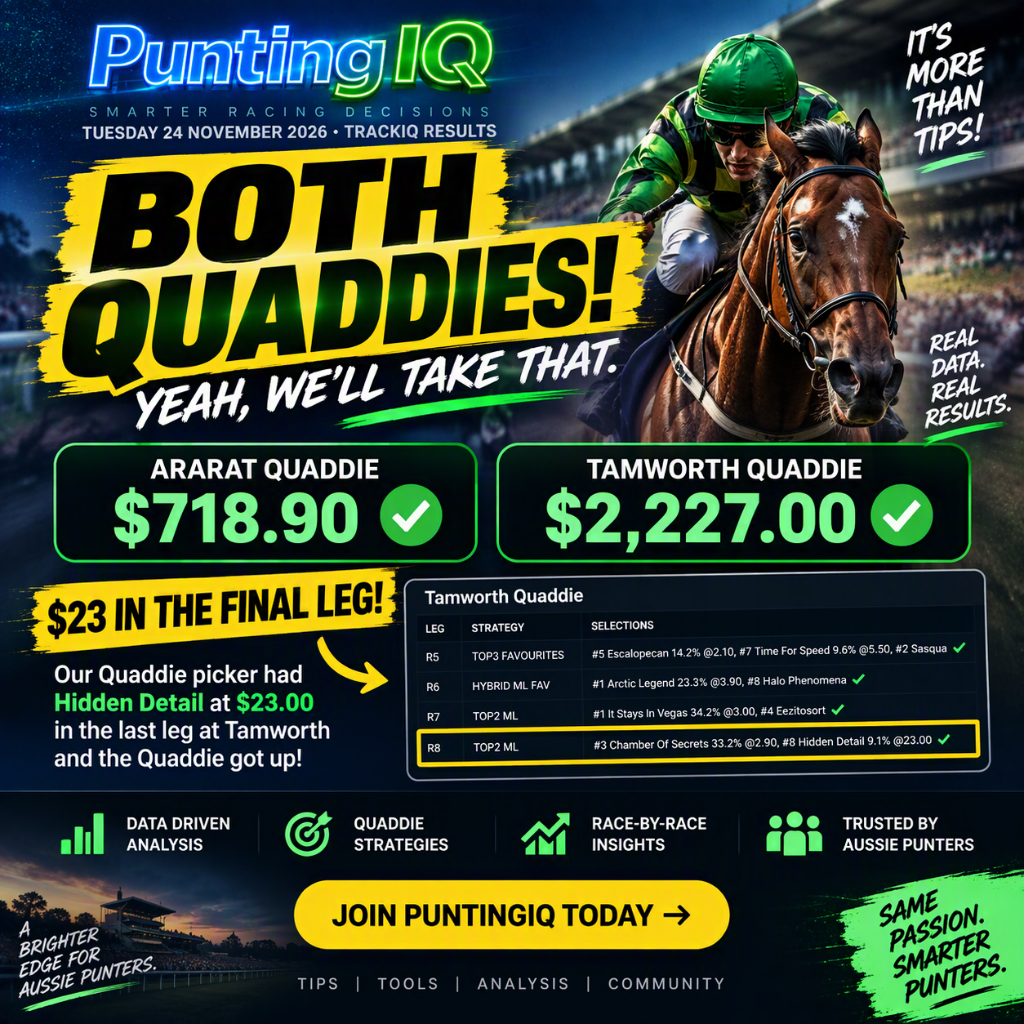 PuntingIQ
SMARTER RACING DECISIONS
TUESDAY 24 NOVEMBER 2026 • TRACKIQ RESULTS
IT'S
MORE
THAN
TIPS!
BOTH
QUADDIES!
YEAH, WE'LL TAKE THAT.
REAL
DATA.
REAL
RESULTS.
ARARAT QUADDIE
$718.90
TAMWORTH QUADDIE
$2,227.00
$23 IN THE FINAL LEG!
Our Quaddie picker had
Hidden Detail at $23.00
in the last leg at Tamworth
and the Quaddie got up!
Tamworth Quaddie
LEG STRATEGY SELECTIONS
R5 TOP3 FAVOURITES #5 Escalopecan 14.2% @2.10, #7 Time For Speed 9.6% @5.50, #2 Sasqua
R6 HYBRID ML FAV #1 Arctic Legend 23.3% @3.90, #8 Halo Phenomena
R7 TOP2 ML #1 It Stays In Vegas 34.2% @3.00, #4 Eezitosort
R8 TOP2 ML #3 Chamber Of Secrets 33.2% @2.90, #8 Hidden Detail 9.1% @23.00
DATA DRIVEN
ANALYSIS
QUADDIE
STRATEGIES
RACE-BY-RACE
INSIGHTS
TRUSTED BY
AUSSIE PUNTERS
A
BRIGHTER
EDGE FOR
AUSSIE PUNTERS.
JOIN PUNTINGIQ TODAY →
TIPS | TOOLS | ANALYSIS | COMMUNITY
SAME
PASSION.
SMARTER
PUNTERS.